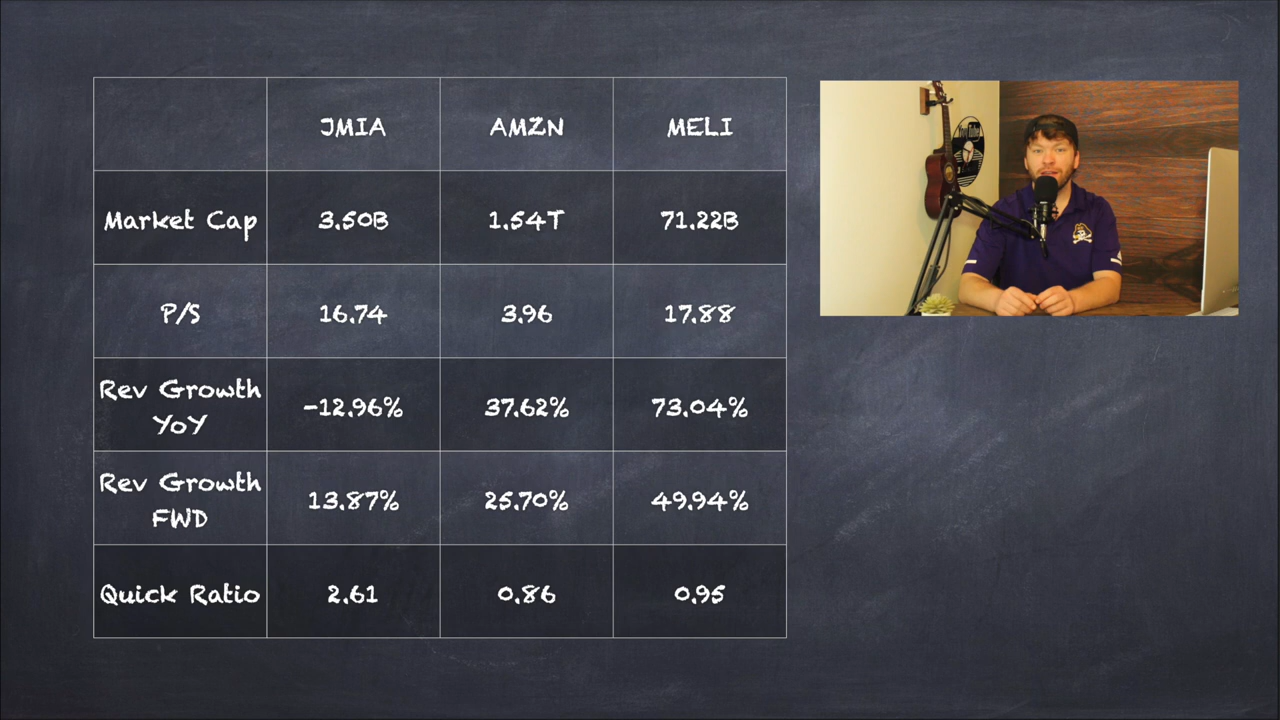 JMIA AMZN MELI
Market Cap 3.50B 1.54T 71.22B
P/S 16.74 3.96 17.88
Rev Growth
YoY -12.96% 37.62% 73.04%
Rev Growth
FWD 13.87% 25.70% 49.94%
Quick Ratio 2.61 0.86 0.95
YouTube